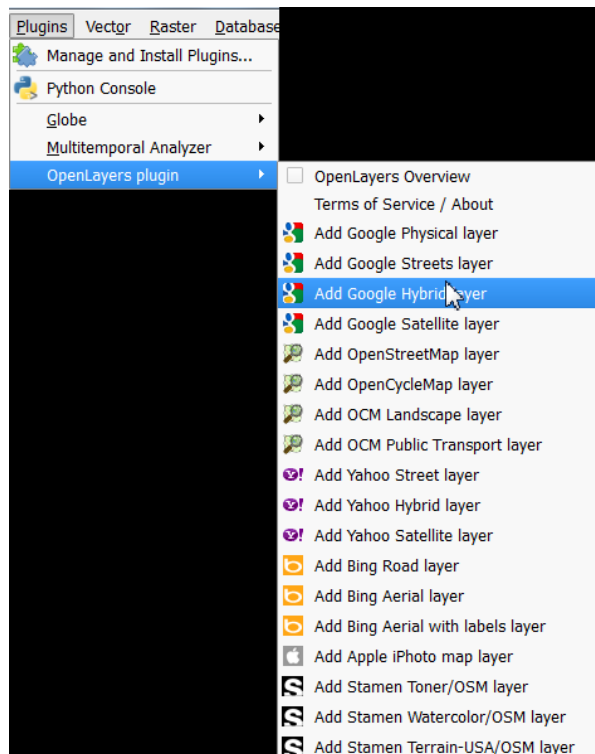 Plugins Vector Raster Database
Manage and Install Plugins...
Python Console
Globe
Multitemporal Analyzer
OpenLayers plugin
OpenLayers Overview
Terms of Service / About
Add Google Physical layer
Add Google Streets layer
Add Google Hybrid layer
Add Google Satellite layer
Add OpenStreetMap layer
Add OpenCycleMap layer
Add OCM Landscape layer
Add OCM Public Transport layer
Add Yahoo Street layer
Add Yahoo Hybrid layer
Add Yahoo Satellite layer
Add Bing Road layer
Add Bing Aerial layer
Add Bing Aerial with labels layer
Add Apple iPhoto map layer
Add Stamen Toner/OSM layer
Add Stamen Watercolor/OSM layer
Add Stamen Terrain-USA/OSM layer